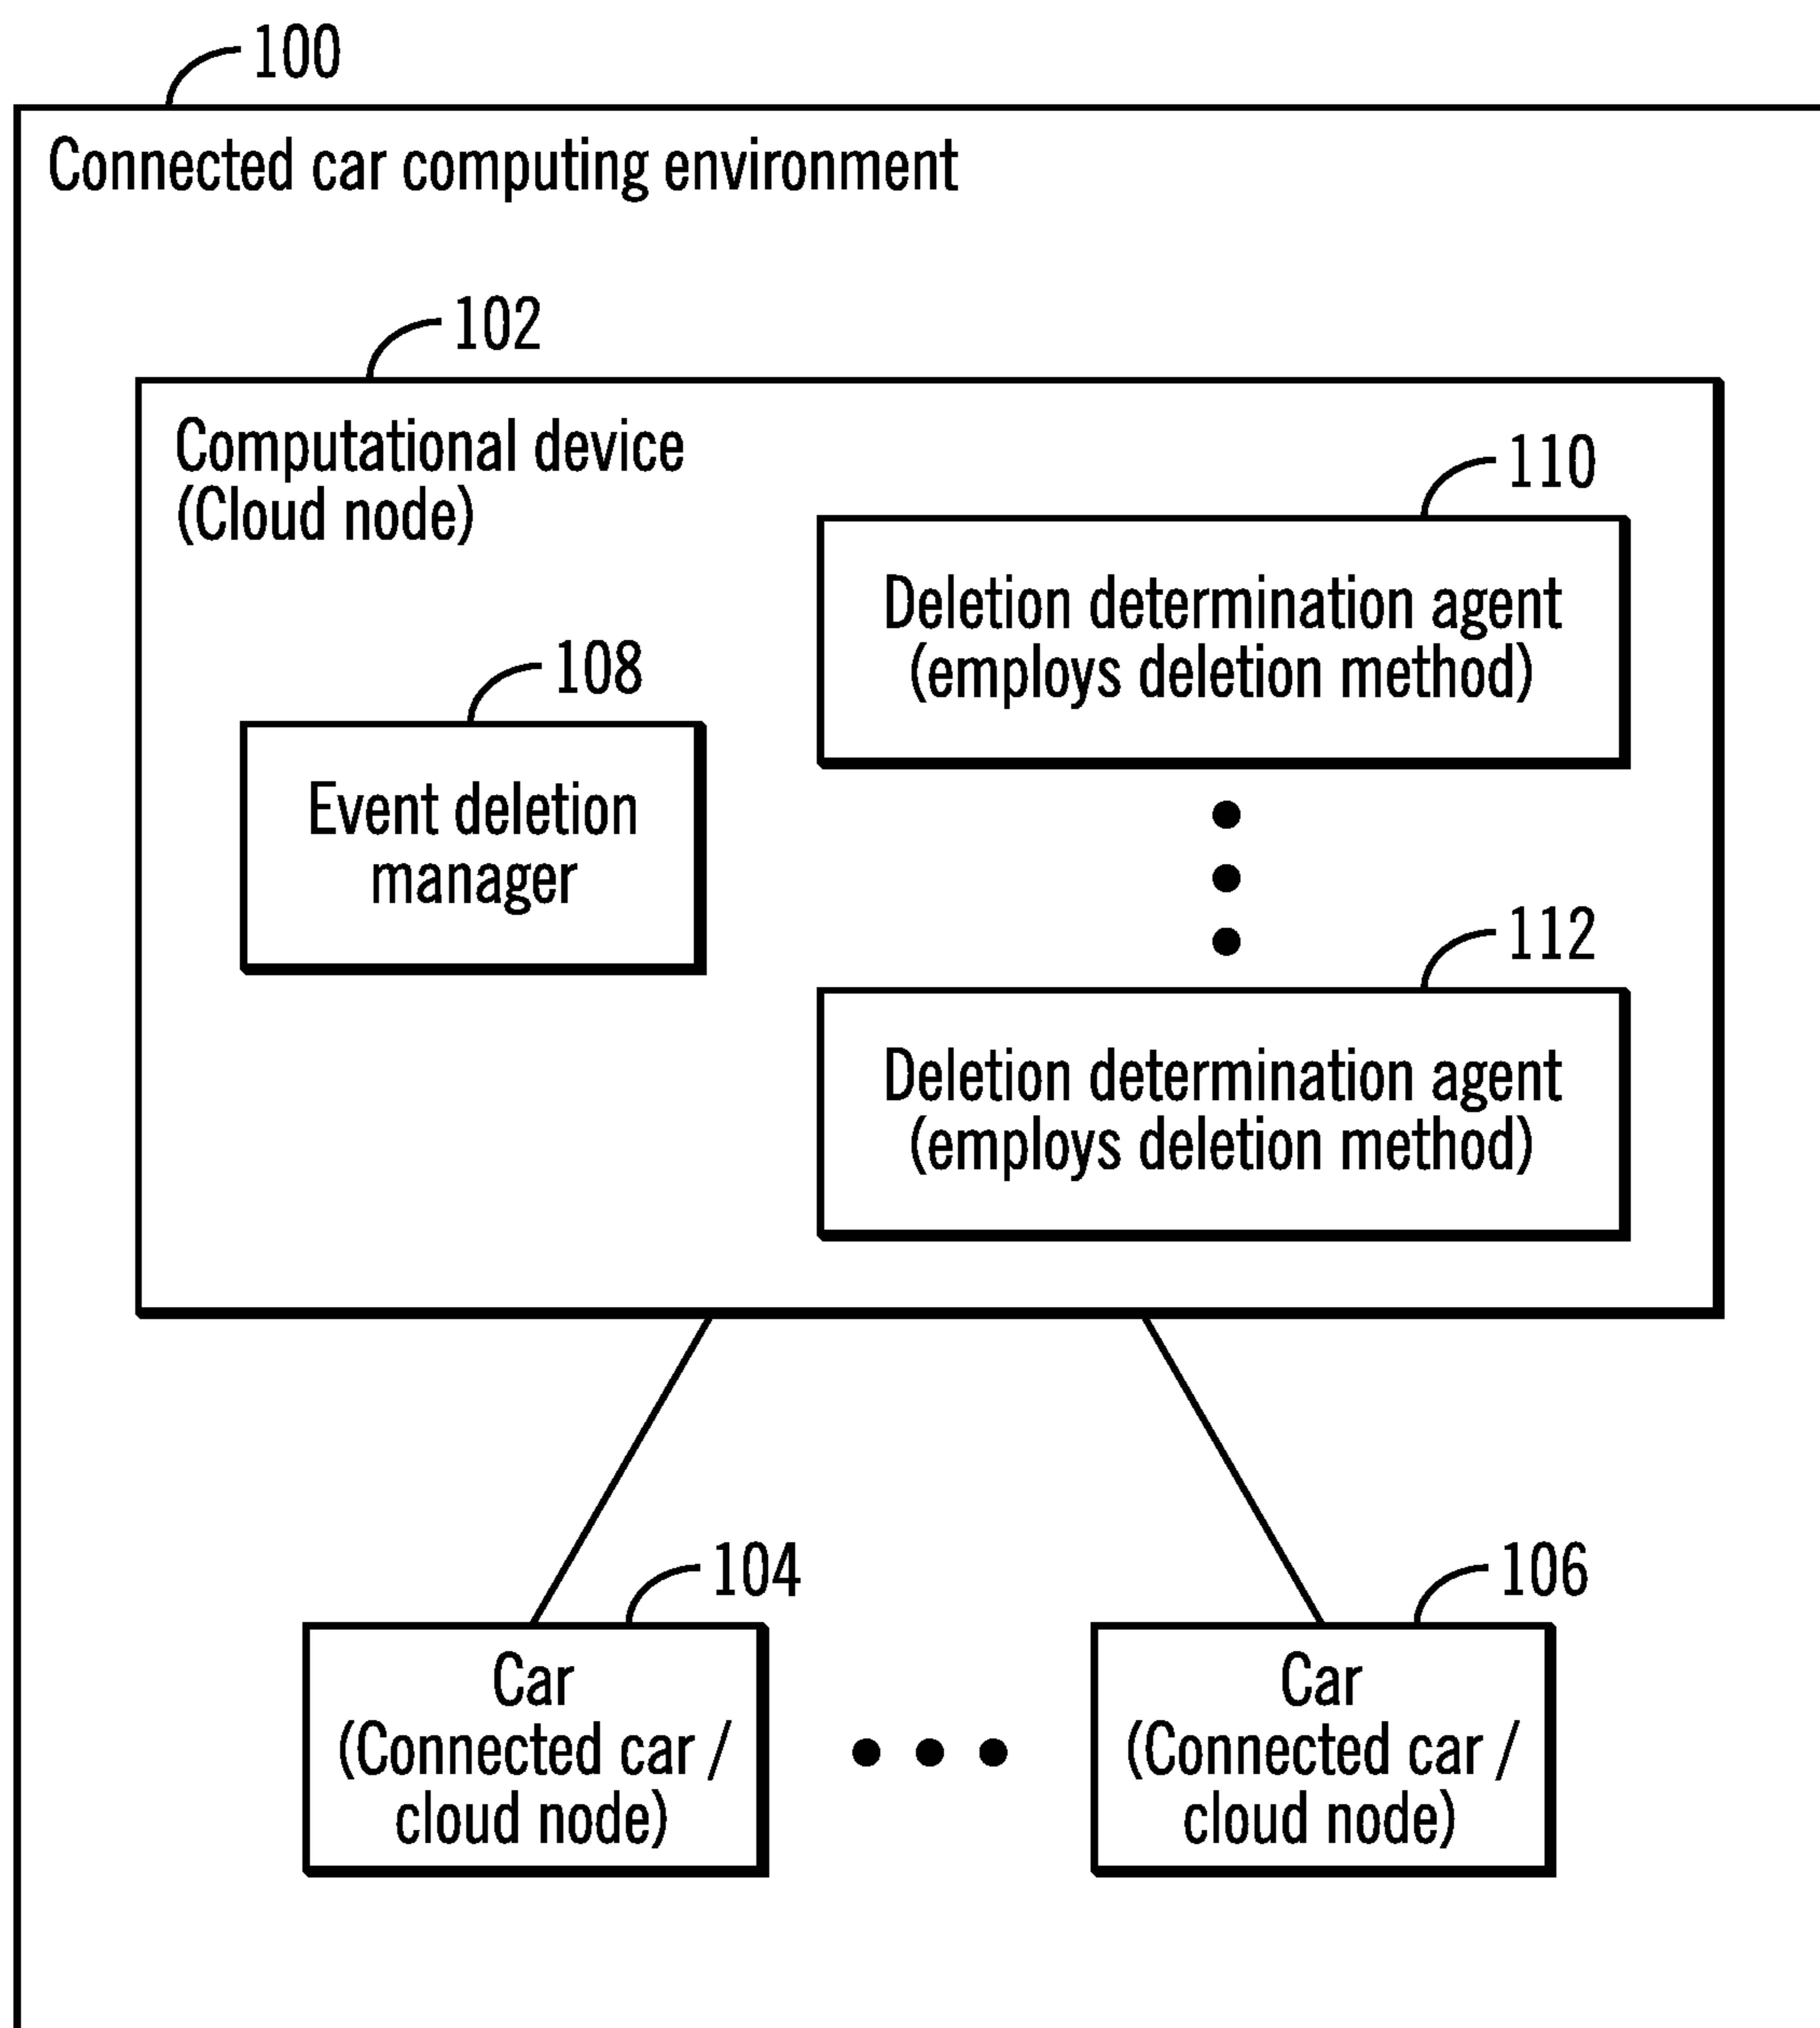 100
Connected car computing environment
102
Computational device
(Cloud node)
110
Deletion determination agent
(employs deletion method)
108
Event deletion
manager
112
Deletion determination agent
(employs deletion method)
104
Car
(Connected car /
cloud node)
106
Car
(Connected car /
cloud node)